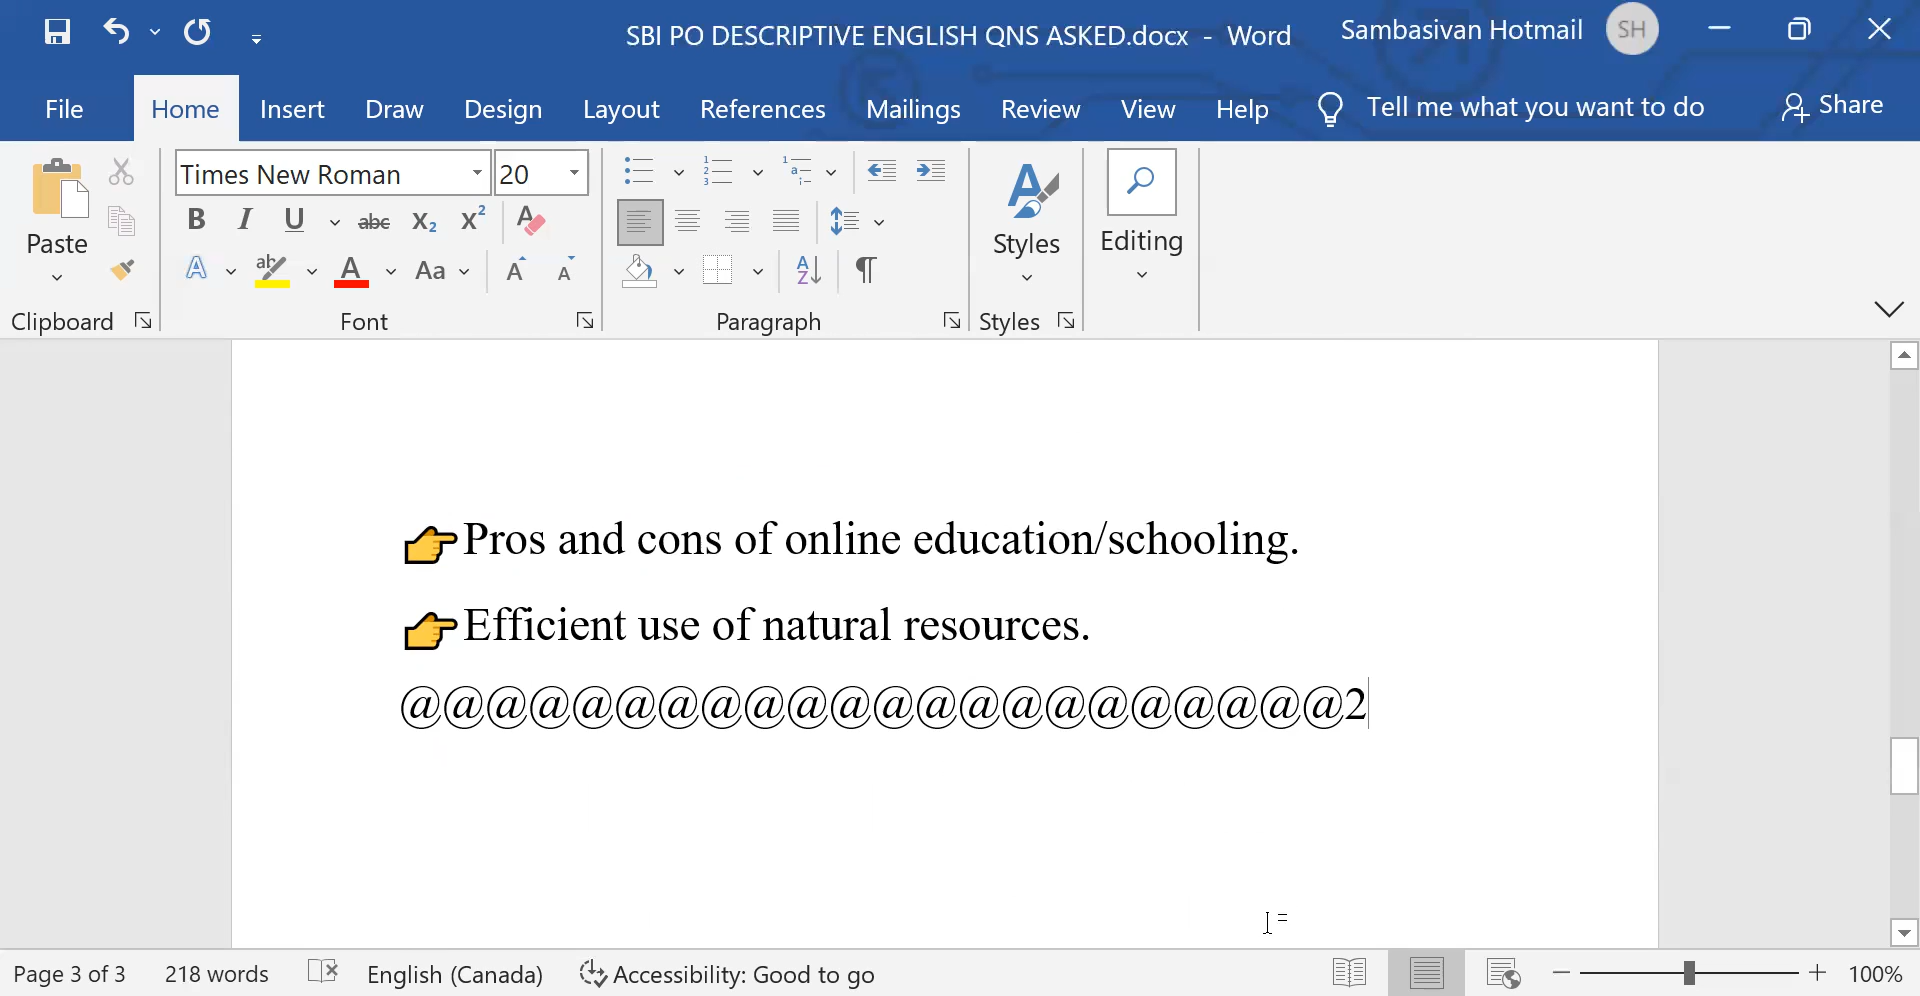 SBI PO DESCRIPTIVE ENGLISH QNS ASKED.docx - Word
Sambasivan Hotmail
SH
File
Home
Insert
Draw
Design
Layout
References
Mailings
Review
View
Help
Tell me what you want to do
Share
Paste
Clipboard
Times New Roman
20
Font
Paragraph
Styles
Styles
Editing
👉Pros and cons of online education/schooling.
👉Efficient use of natural resources.
@@@@@@@@@@@@@@@@@@@@@@2
Page 3 of 3
218 words
English (Canada)
Accessibility: Good to go
100%